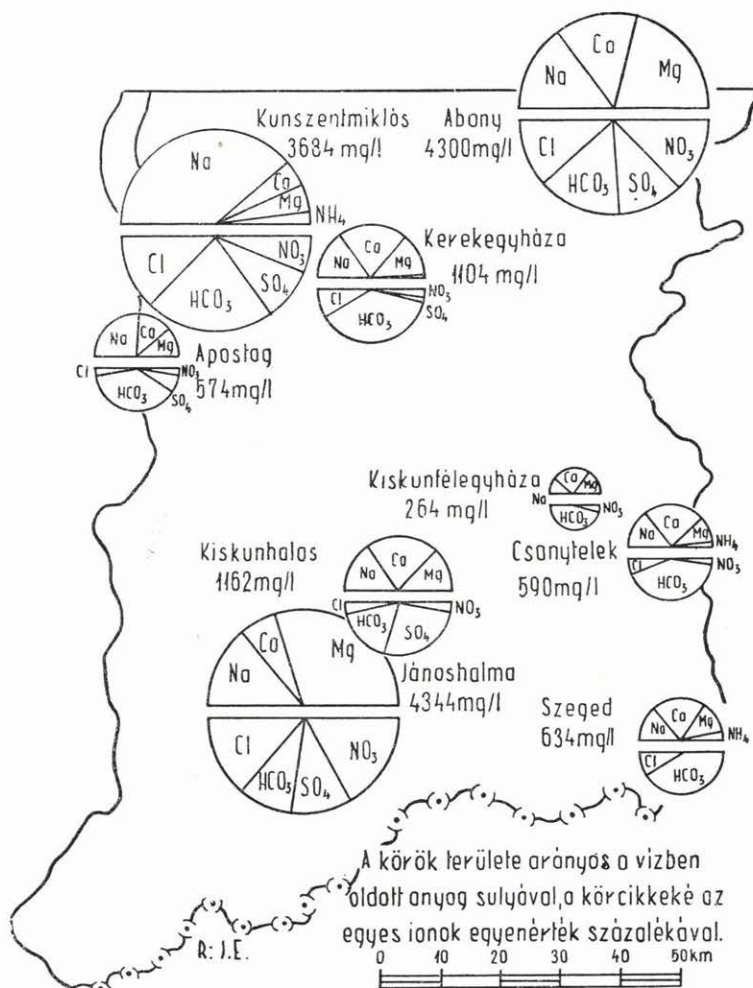 Na
Ca
Mg
Cl
HCO₃
SO₄
NO₃
Abony
4300mg/l
Kunszentmiklós
3684 mg/l
Na
Ca
Mg
NH₄
Cl
HCO₃
SO₄
NO₃
Kerekegyháza
1104 mg/l
Na
Ca
Mg
Cl
HCO₃
NO₃
SO₄
Na
Ca
Mg
Cl
HCO₃
NO₃
SO₄
Apostag
574mg/l
Kiskunfélegyháza
264 mg/l
Na
Ca
Mg
HCO₃
NO₃
Csanytelek
590mg/l
Na
Ca
Mg
NH₄
Cl
HCO₃
NO₃
Kiskunhalas
1162mg/l
Na
Ca
Mg
Cl
HCO₃
SO₄
NO₃
Jánoshalma
4344mg/l
Na
Ca
Mg
Cl
HCO₃
SO₄
NO₃
Szeged
634mg/l
Na
Ca
Mg
NH₄
Cl
HCO₃
A körök területe arányos a vízben
oldott anyag sulyával,a körcikkeké az
egyes ionok egyenérték százalékával.
R: J.E.
0 10 20 30 40 50km